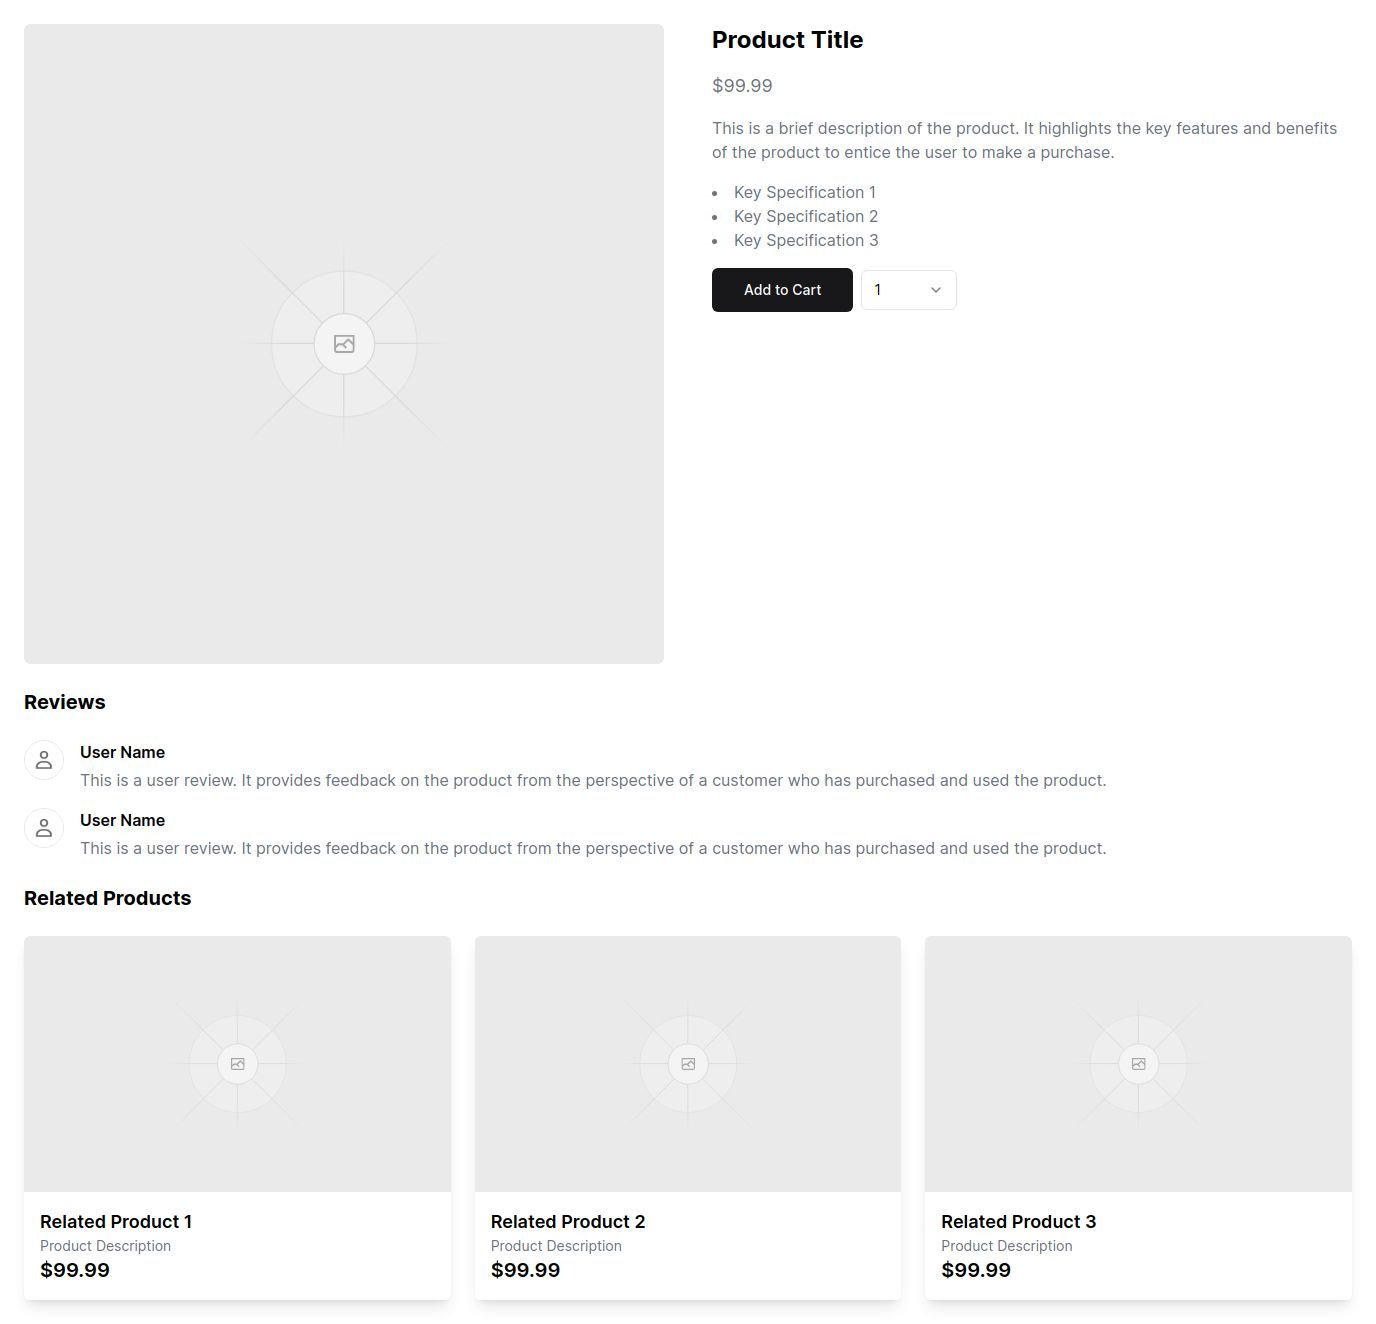 Product Title
$99.99
This is a brief description of the product. It highlights the key features and benefits
of the product to entice the user to make a purchase.
Key Specification 1
Key Specification 2
Key Specification 3
Add to Cart
1
Reviews
User Name
This is a user review. It provides feedback on the product from the perspective of a customer who has purchased and used the product.
User Name
This is a user review. It provides feedback on the product from the perspective of a customer who has purchased and used the product.
Related Products
Related Product 1
Product Description
$99.99
Related Product 2
Product Description
$99.99
Related Product 3
Product Description
$99.99